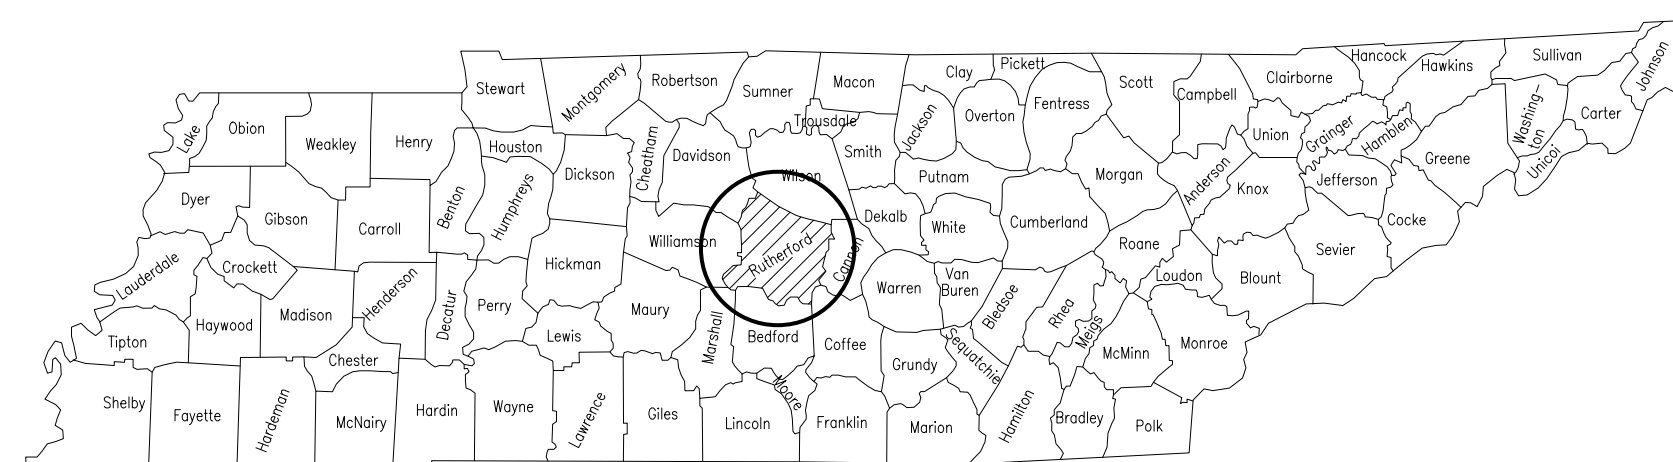 Lake
Obion
Weakley
Henry
Stewart
Montgomery
Robertson
Sumner
Macon
Trousdale
Clay
Pickett
Jackson
Overton
Fentress
Scott
Campbell
Clairborne
Hancock
Hawkins
Sullivan
Johnson
Carter
Washing-
ton
Unicoi
Greene
Hamblen
Grainger
Union
Jefferson
Cocke
Sevier
Knox
Anderson
Morgan
Putnam
Smith
Wilson
Davidson
Cheatham
Dickson
Houston
Humphreys
Benton
Carroll
Gibson
Dyer
Lauderdale
Crockett
Haywood
Madison
Henderson
Decatur
Perry
Hickman
Williamson
Rutherford
Cannon
Dekalb
White
Cumberland
Roane
Loudon
Blount
Monroe
McMinn
Meigs
Rhea
Bledsoe
Van
Buren
Warren
Coffee
Bedford
Marshall
Maury
Lewis
Chester
Tipton
Shelby
Fayette
Hardeman
McNairy
Hardin
Wayne
Lawrence
Giles
Lincoln
Moore
Franklin
Grundy
Sequatchie
Marion
Hamilton
Bradley
Polk